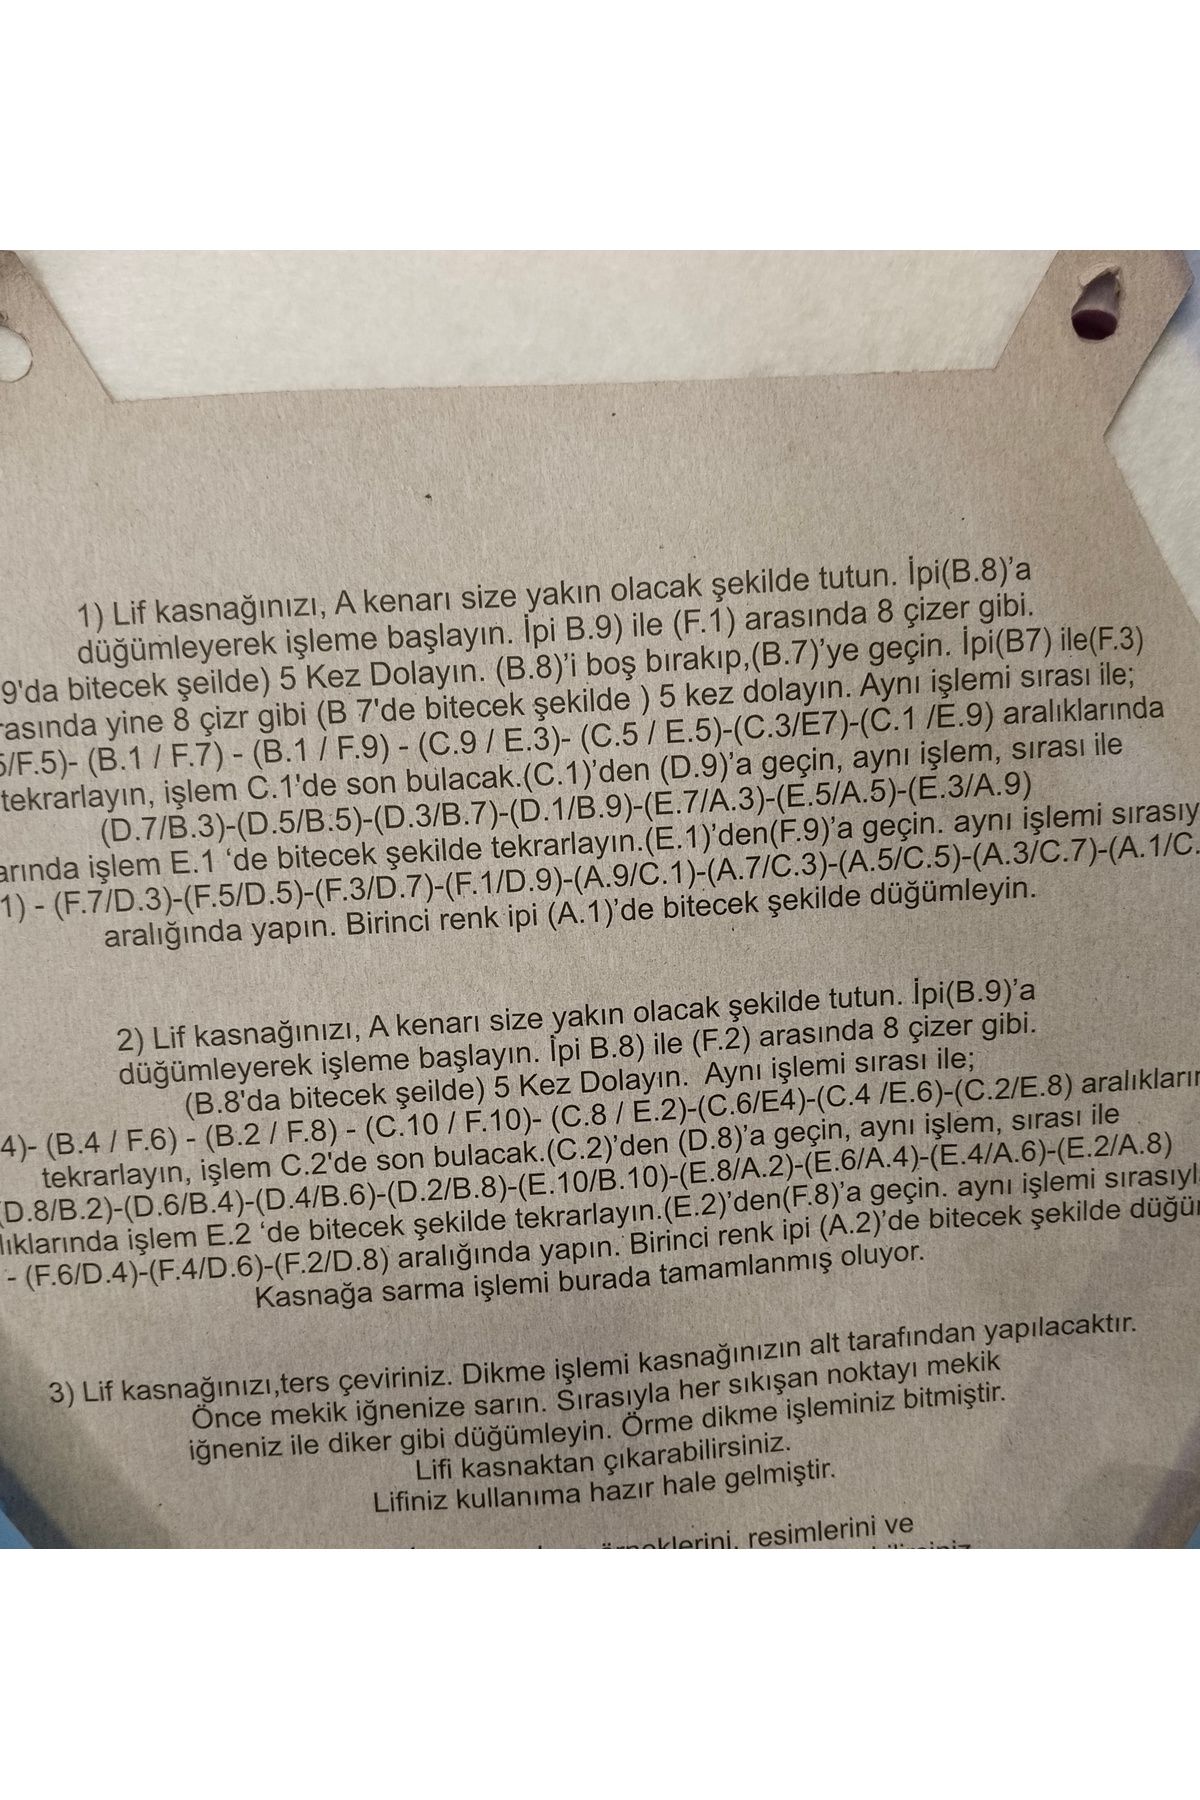 1) Lif kasnağınızı, A kenarı size yakın olacak şekilde tutun. İpi(B.8)'a
düğümleyerek işleme başlayın. İpi B.9) ile (F.1) arasında 8 çizer gibi.
9'da bitecek şeilde) 5 Kez Dolayın. (B.8)'i boş bırakıp,(B.7)'ye geçin. İpi(B7) ile(F.3)
rasında yine 8 çizr gibi (B 7'de bitecek şekilde ) 5 kez dolayın. Aynı işlemi sırası ile;
/F.5)- (B.1 / F.7) - (B.1 / F.9) - (C.9 / E.3)- (C.5 / E.5)-(C.3/E7)-(C.1 /E.9) aralıklarında
tekrarlayın, işlem C.1'de son bulacak.(C.1)'den (D.9)'a geçin, aynı işlem, sırası ile
(D.7/B.3)-(D.5/B.5)-(D.3/B.7)-(D.1/B.9)-(E.7/A.3)-(E.5/A.5)-(E.3/A.9)
arında işlem E.1 'de bitecek şekilde tekrarlayın.(E.1)'den(F.9)'a geçin. aynı işlemi sırasıy
1) - (F.7/D.3)-(F.5/D.5)-(F.3/D.7)-(F.1/D.9)-(A.9/C.1)-(A.7/C.3)-(A.5/C.5)-(A.3/C.7)-(A.1/C.
aralığında yapın. Birinci renk ipi (A.1)'de bitecek şekilde düğümleyin.
2) Lif kasnağınızı, A kenarı size yakın olacak şekilde tutun. İpi(B.9)'a
düğümleyerek işleme başlayın. İpi B.8) ile (F.2) arasında 8 çizer gibi.
(B.8'da bitecek şeilde) 5 Kez Dolayın. Aynı işlemi sırası ile;
4)- (B.4 / F.6) - (B.2 / F.8) - (C.10 / F.10)- (C.8 / E.2)-(C.6/E4)-(C.4 /E.6)-(C.2/E.8) aralıkların
tekrarlayın, işlem C.2'de son bulacak.(C.2)'den (D.8)'a geçin, aynı işlem, sırası ile
(D.8/B.2)-(D.6/B.4)-(D.4/B.6)-(D.2/B.8)-(E.10/B.10)-(E.8/A.2)-(E.6/A.4)-(E.4/A.6)-(E.2/A.8)
lıklarında işlem E.2 'de bitecek şekilde tekrarlayın.(E.2)'den(F.8)'a geçin. aynı işlemi sırasıyl
- (F.6/D.4)-(F.4/D.6)-(F.2/D.8) aralığında yapın. Birinci renk ipi (A.2)'de bitecek şekilde düğü
Kasnağa sarma işlemi burada tamamlanmış oluyor.
3) Lif kasnağınızı,ters çeviriniz. Dikme işlemi kasnağınızın alt tarafından yapılacaktır.
Önce mekik iğnenize sarın. Sırasıyla her sıkışan noktayı mekik
iğneniz ile diker gibi düğümleyin. Örme dikme işleminiz bitmiştir.
Lifi kasnaktan çıkarabilirsiniz.
Lifiniz kullanıma hazır hale gelmiştir.
örneklerini, resimlerini ve